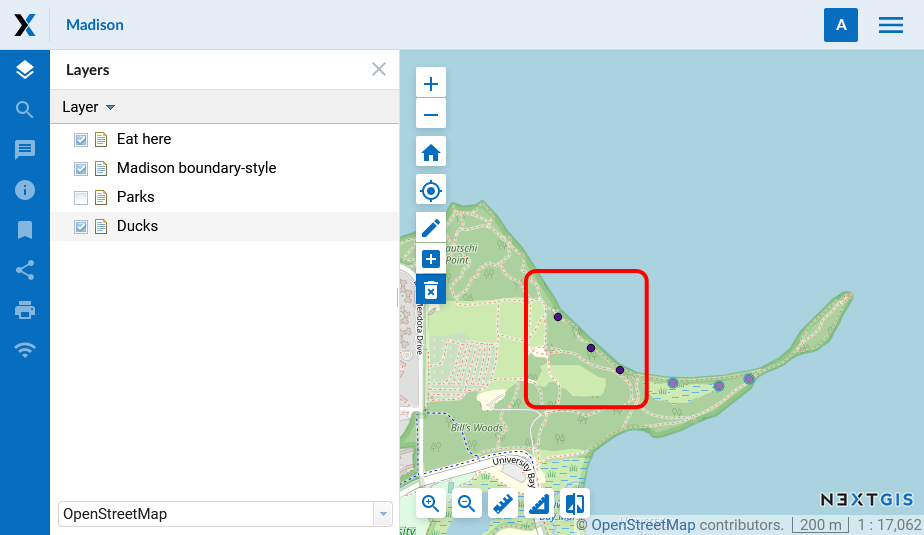 Madison
A
Layers
Layer
Eat here
Madison boundary-style
Parks
Ducks
OpenStreetMap
Point
Mendota Drive
Bill's Woods
University Bay
NEXTGIS
© OpenStreetMap contributors.
200 m
1 : 17,062